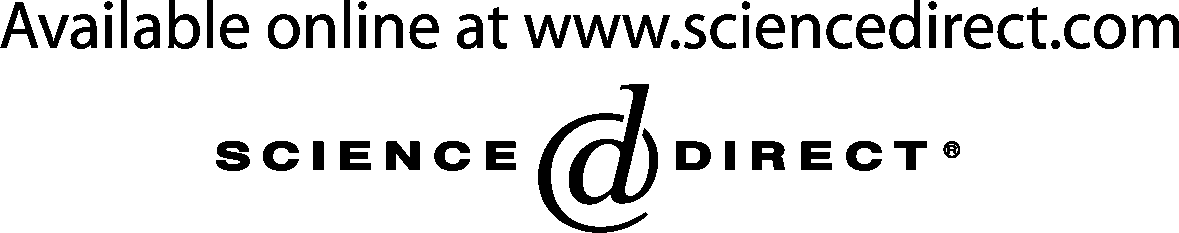 Available online at www.sciencedirect.com
SCIENCE d DIRECT®